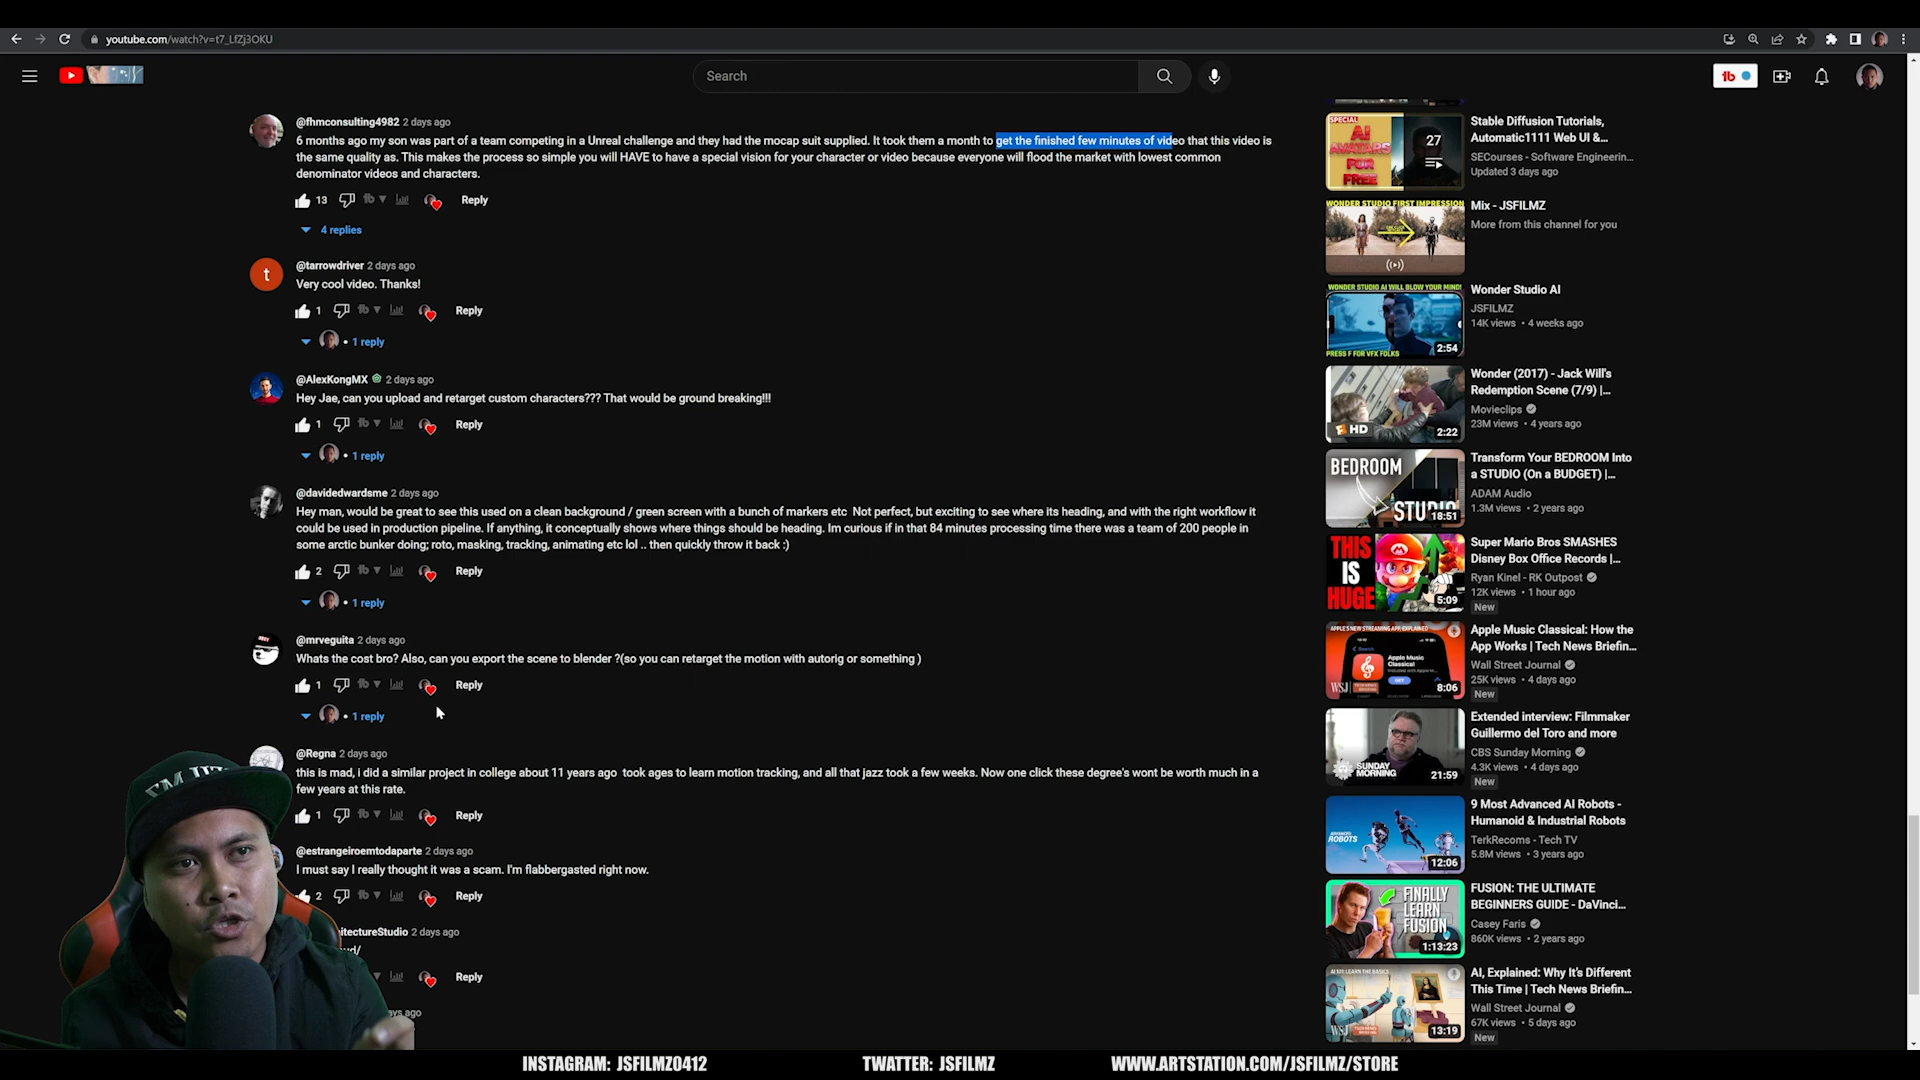 youtube.com/watch?v=t7_LfZj3OKU
Search
@fhmconsulting4982 2 days ago
6 months ago my son was part of a team competing in a Unreal challenge and they had the mocap suit supplied. It took them a month to get the finished few minutes of video that this video is
the same quality as. This makes the process so simple you will HAVE to have a special vision for your character or video because everyone will flood the market with lowest common
denominator videos and characters.
13
Reply
4 replies
t
@tarrowdriver 2 days ago
Very cool video. Thanks!
1
Reply
• 1 reply
@AlexKongMX 2 days ago
Hey Jae, can you upload and retarget custom characters??? That would be ground breaking!!!
1
Reply
• 1 reply
@davidedwardsme 2 days ago
Hey man, would be great to see this used on a clean background / green screen with a bunch of markers etc  Not perfect, but exciting to see where its heading, and with the right workflow it
could be used in production pipeline. If anything, it conceptually shows where things should be heading. Im curious if in that 84 minutes processing time there was a team of 200 people in
some arctic bunker doing; roto, masking, tracking, animating etc lol .. then quickly throw it back :)
2
Reply
• 1 reply
@mrveguita 2 days ago
Whats the cost bro? Also, can you export the scene to blender ?(so you can retarget the motion with autorig or something )
1
Reply
• 1 reply
@Regna 2 days ago
this is mad, i did a similar project in college about 11 years ago  took ages to learn motion tracking, and all that jazz took a few weeks. Now one click these degree's wont be worth much in a
few years at this rate.
1
Reply
@estrangeiroemtodaparte 2 days ago
I must say I really thought it was a scam. I'm flabbergasted right now.
2
Reply
itectureStudio 2 days ago
Reply
ays ago
SPECIAL
AI
AVATARS
FOR
FREE
27
Stable Diffusion Tutorials,
Automatic1111 Web UI &...
SECourses - Software Engineerin...
Updated 3 days ago
WONDER STUDIO FIRST IMPRESSION
Mix - JSFILMZ
More from this channel for you
WONDER STUDIO AI WILL BLOW YOUR MIND!
PRESS F FOR VFX FOLKS
2:54
Wonder Studio AI
JSFILMZ
14K views • 4 weeks ago
HD
2:22
Wonder (2017) - Jack Will's
Redemption Scene (7/9) |...
Movieclips
23M views • 4 years ago
BEDROOM
STUDIO
18:51
Transform Your BEDROOM Into
a STUDIO (On a BUDGET) |...
ADAM Audio
1.3M views • 2 years ago
THIS
IS
HUGE
5:09
Super Mario Bros SMASHES
Disney Box Office Records |...
Ryan Kinel - RK Outpost
12K views • 1 hour ago
New
APPLE'S NEW STREAMING APP, EXPLAINED
Apple Music
Classical
WSJ
8:06
Apple Music Classical: How the
App Works | Tech News Briefin...
Wall Street Journal
25K views • 4 days ago
New
SUNDAY
MORNING
21:59
Extended interview: Filmmaker
Guillermo del Toro and more
CBS Sunday Morning
4.3K views • 4 days ago
New
ADVANCED
ROBOTS
12:06
9 Most Advanced AI Robots -
Humanoid & Industrial Robots
TerkRecoms - Tech TV
5.8M views • 3 years ago
FINALLY
LEARN
FUSION
1:13:23
FUSION: THE ULTIMATE
BEGINNERS GUIDE - DaVinci...
Casey Faris
860K views • 2 years ago
AI 101: LEARN THE BASICS
WSJ
13:19
AI, Explained: Why It's Different
This Time | Tech News Briefin...
Wall Street Journal
67K views • 5 days ago
New
INSTAGRAM: JSFILMZ0412
TWATTER: JSFILMZ
WWW.ARTSTATION.COM/JSFILMZ/STORE